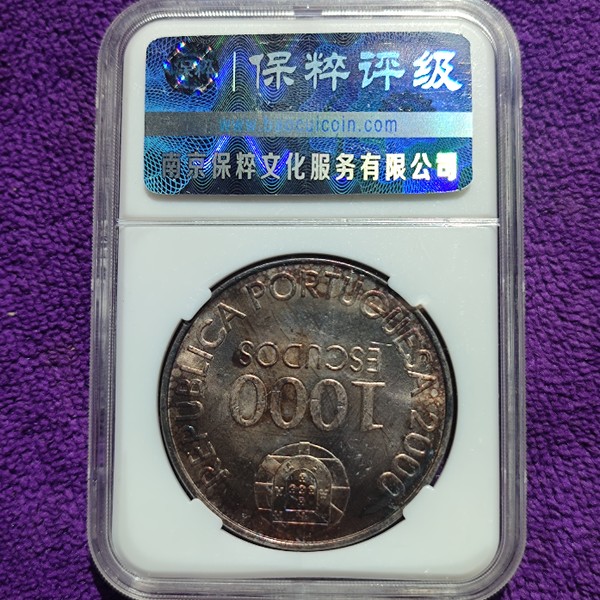 保粹评级
www.baocuicoin.com
南京保粹文化服务有限公司
REPUBLICA PORTUGUESA 2000
1000
ESCUDOS